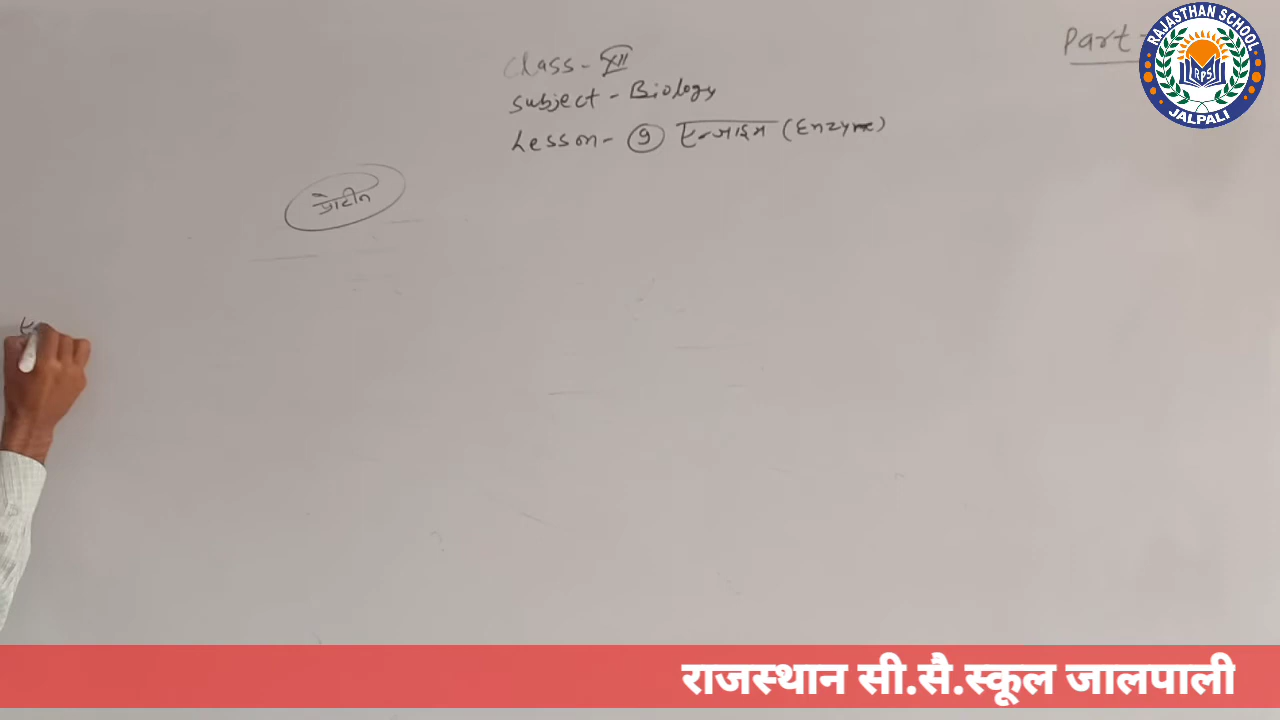 Class - XII
Part -
Subject - Biology
Lesson - 9 एन्जाइम (Enzyme)
प्रोटीन
RAJASTHAN SCHOOL
RPS
JALPALI
राजस्थान सी.सै.स्कूल जालपाली